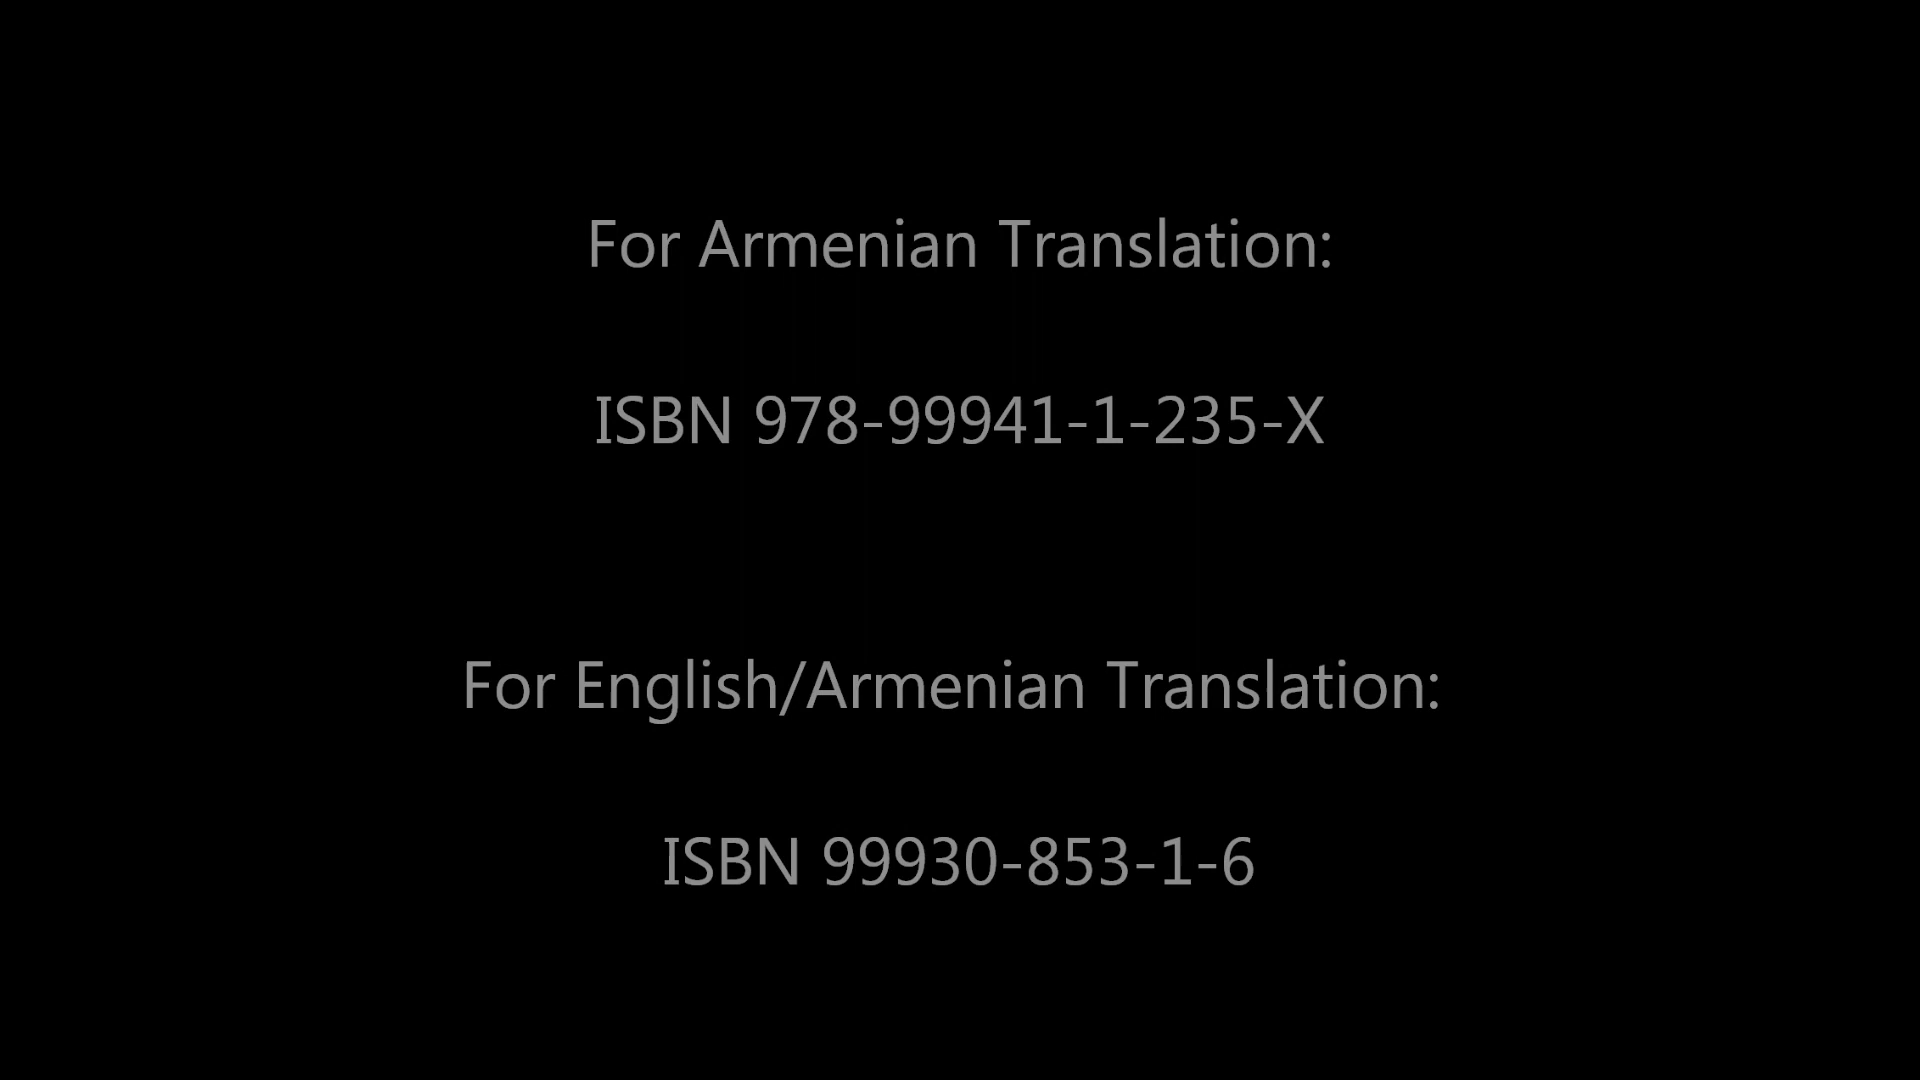 For Armenian Translation:
ISBN 978-99941-1-235-X
For English/Armenian Translation:
ISBN 99930-853-1-6